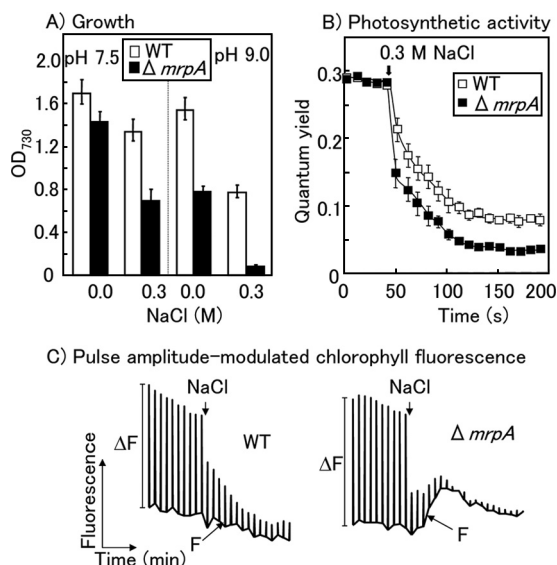 A) Growth
pH 7.5
WT
Δ mrpA
pH 9.0
OD730
2.0
1.6
1.2
0.8
0.4
0
0.0 0.3 0.0 0.3
NaCl (M)
B) Photosynthetic activity
0.3 M NaCl
WT
Δ mrpA
Quantum yield
0.3
0.2
0.1
0
0 50 100 150 200
Time (s)
C) Pulse amplitude-modulated chlorophyll fluorescence
NaCl
WT
ΔF
F
Fluorescence
Time (min)
NaCl
Δ mrpA
ΔF
F